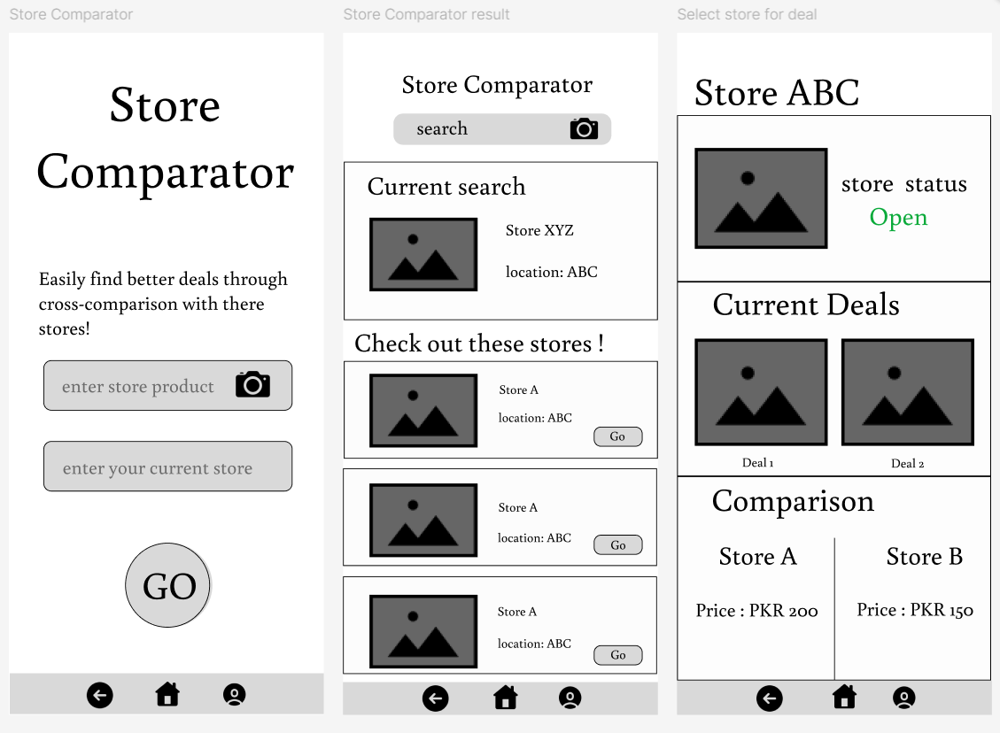 Store Comparator
Store
Comparator
Easily find better deals through
cross-comparison with there
stores!
enter store product
enter your current store
GO
Store Comparator result
Store Comparator
search
Current search
Store XYZ
location: ABC
Check out these stores !
Store A
location: ABC
Go
Store A
location: ABC
Go
Store A
location: ABC
Go
Select store for deal
Store ABC
store status
Open
Current Deals
Deal 1
Deal 2
Comparison
Store A
Store B
Price : PKR 200
Price : PKR 150